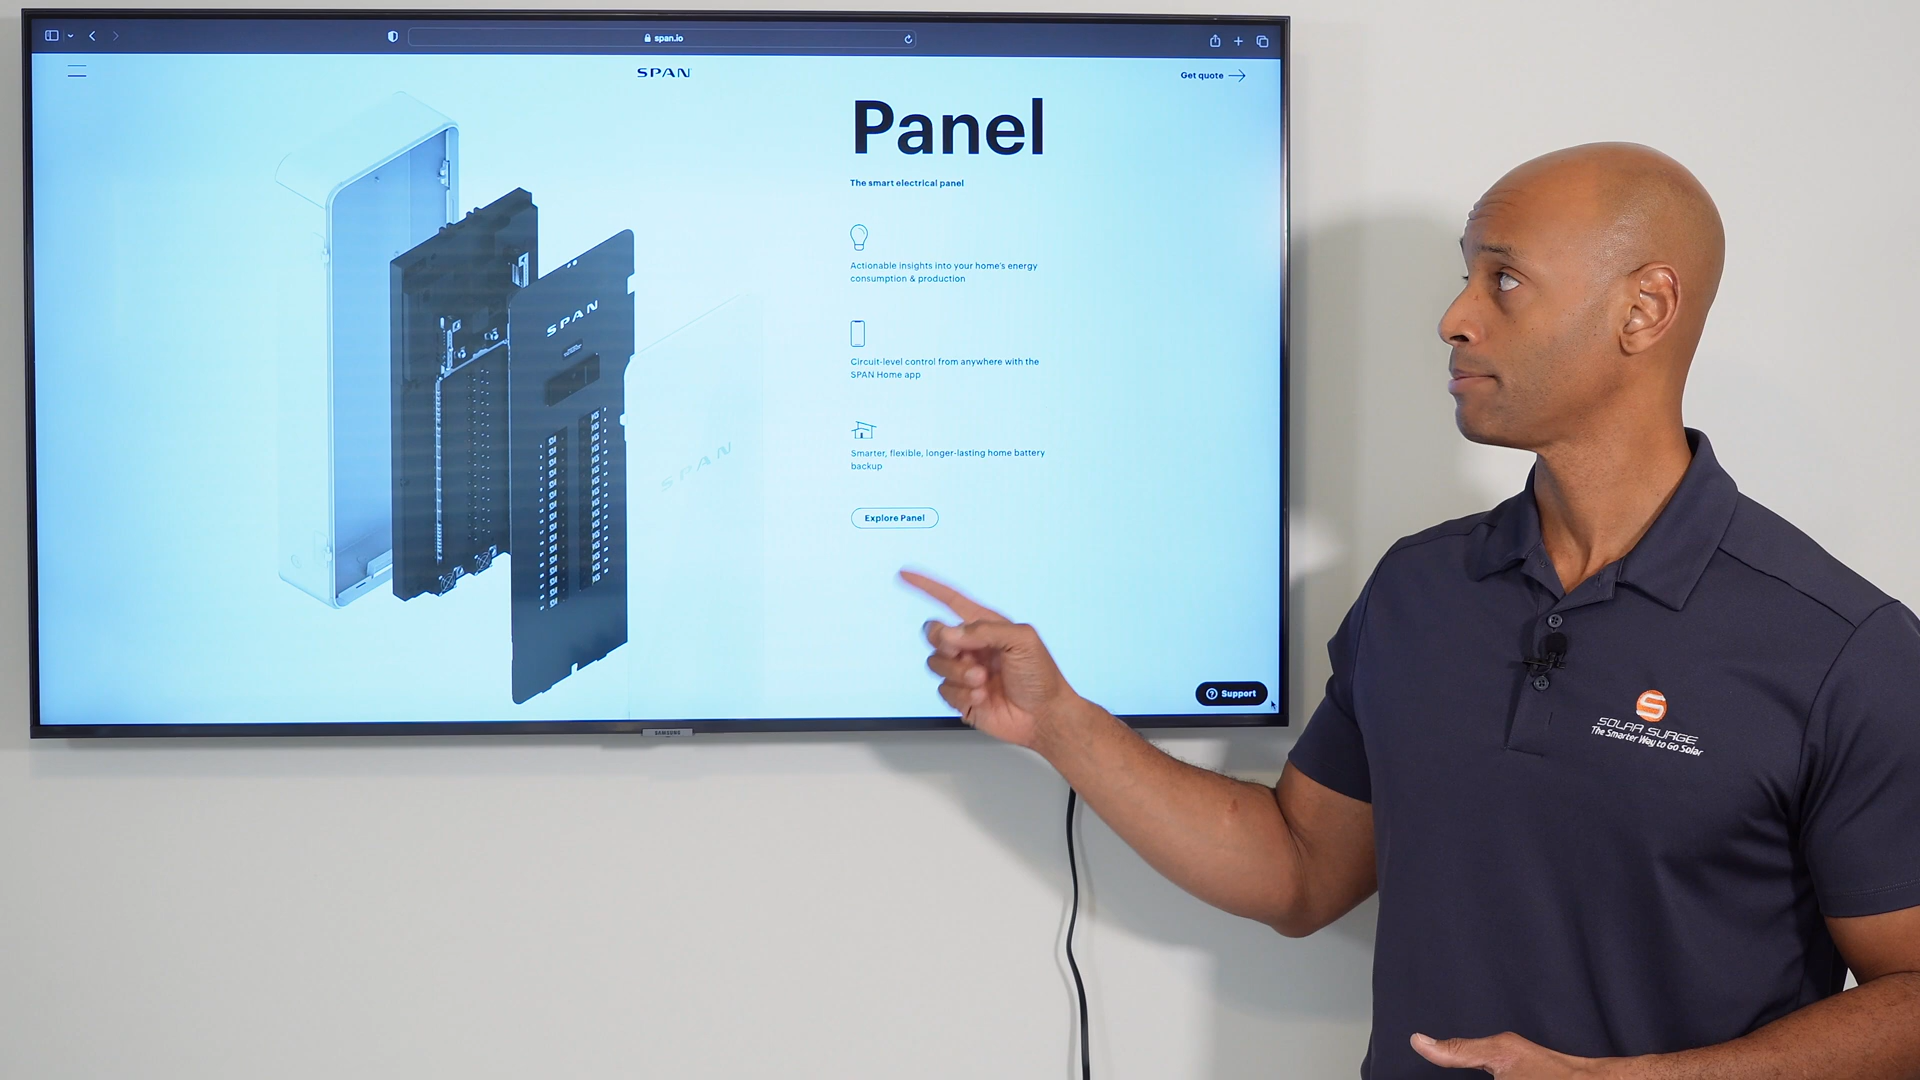 span.io
SPAN
Get quote
Panel
The smart electrical panel
Actionable insights into your home's energy
consumption & production
Circuit-level control from anywhere with the
SPAN Home app
Smarter, flexible, longer-lasting home battery
backup
Explore Panel
SPAN
SPAN
Support
SAMSUNG
S
SOLAR SURGE
The Smarter Way to Go Solar